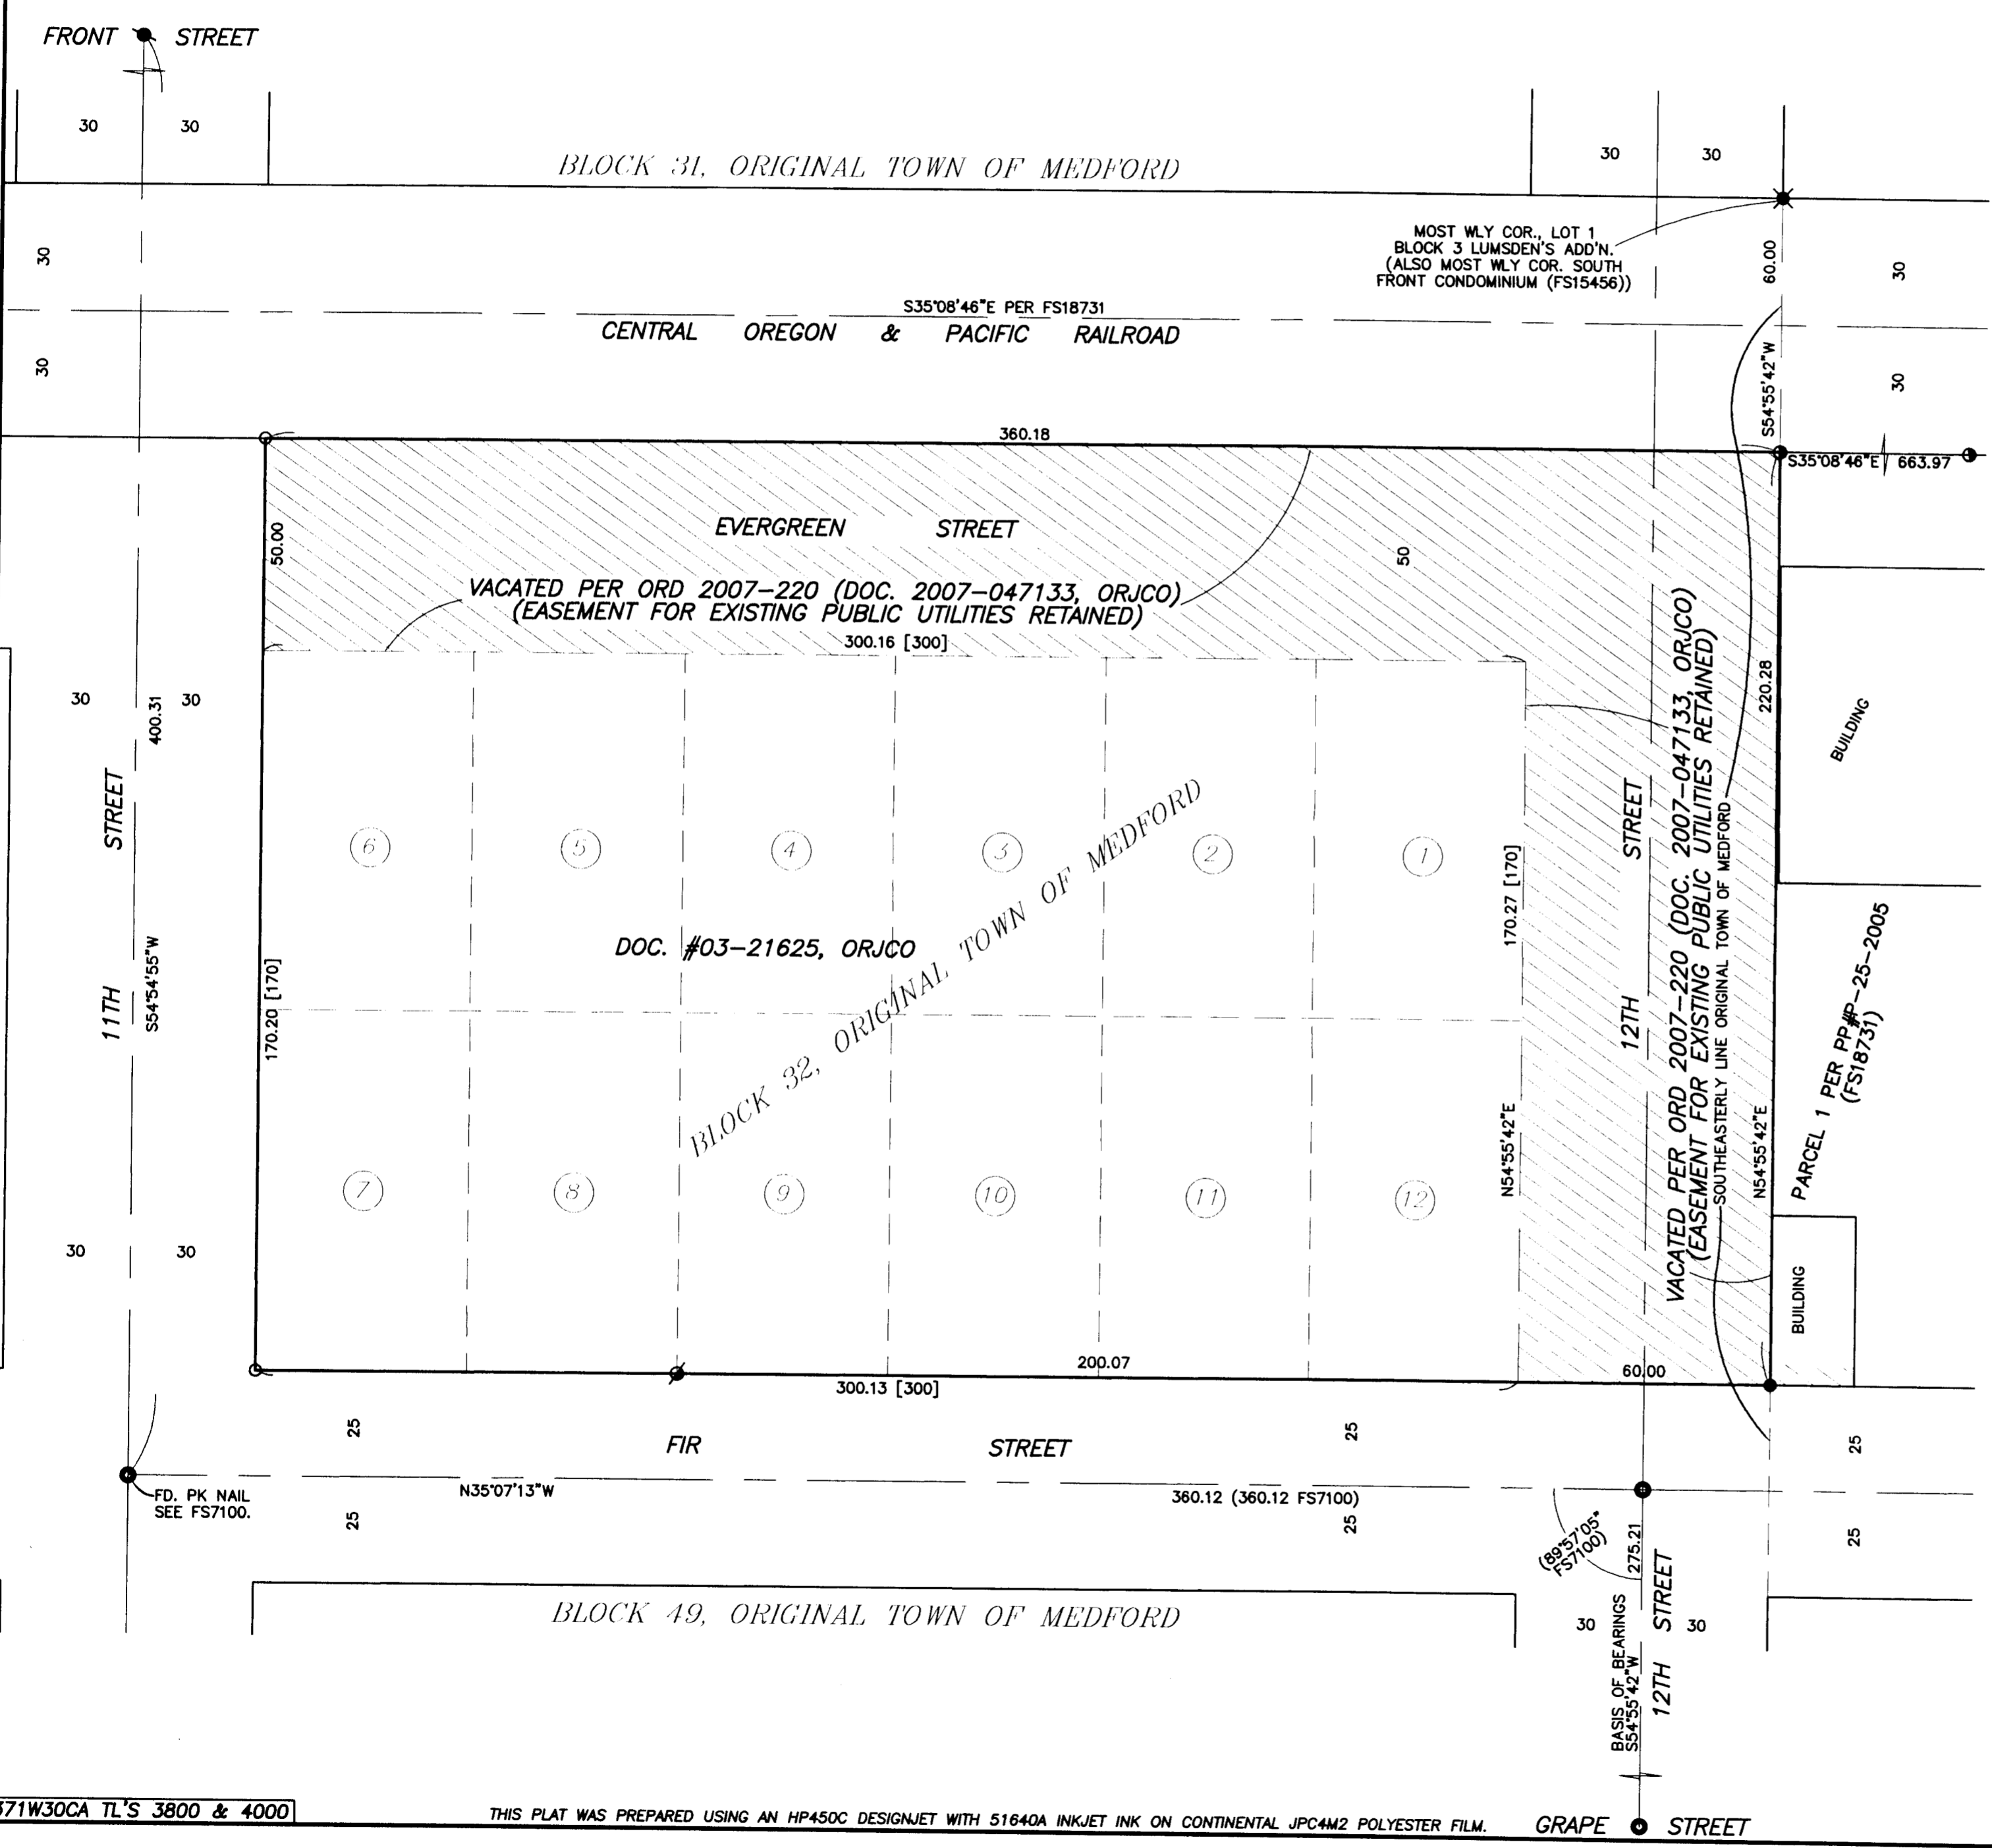 FRONT STREET
30 30
BLOCK 31, ORIGINAL TOWN OF MEDFORD
30 30
MOST WLY COR., LOT 1
BLOCK 3 LUMSDEN'S ADD'N.
(ALSO MOST WLY COR. SOUTH
FRONT CONDOMINIUM (FS15456))
60.00
30
30
S35°08'46"E PER FS18731
CENTRAL OREGON & PACIFIC RAILROAD
30
30
S54°55'42"W
360.18
S35°08'46"E 663.97
50.00
EVERGREEN STREET
50
VACATED PER ORD 2007-220 (DOC. 2007-047133, ORJCO)
(EASEMENT FOR EXISTING PUBLIC UTILITIES RETAINED)
300.16 [300]
30 30
400.31
11TH STREET
S54°54'55"W
170.20 [170]
6 5 4 3 2 1
DOC. #03-21625, ORJCO
BLOCK 32, ORIGINAL TOWN OF MEDFORD
7 8 9 10 11 12
170.27 [170]
N54°55'42"E
12TH STREET
VACATED PER ORD 2007-220 (DOC. 2007-047133, ORJCO)
(EASEMENT FOR EXISTING PUBLIC UTILITIES RETAINED)
SOUTHEASTERLY LINE ORIGINAL TOWN OF MEDFORD
220.28
N54°55'42"E
BUILDING
PARCEL 1 PER PP#P-25-2005
(FS18731)
BUILDING
30 30
200.07
300.13 [300]
60.00
25
25
25
FIR STREET
FD. PK NAIL
SEE FS7100.
N35°07'13"W
360.12 (360.12 FS7100)
25
25
25
(89°57'05"
FS7100)
275.21
BLOCK 49, ORIGINAL TOWN OF MEDFORD
30 30
BASIS OF BEARINGS
S54°55'42"W
12TH STREET
371W30CA TL'S 3800 & 4000
THIS PLAT WAS PREPARED USING AN HP450C DESIGNJET WITH 51640A INKJET INK ON CONTINENTAL JPC4M2 POLYESTER FILM.
GRAPE STREET